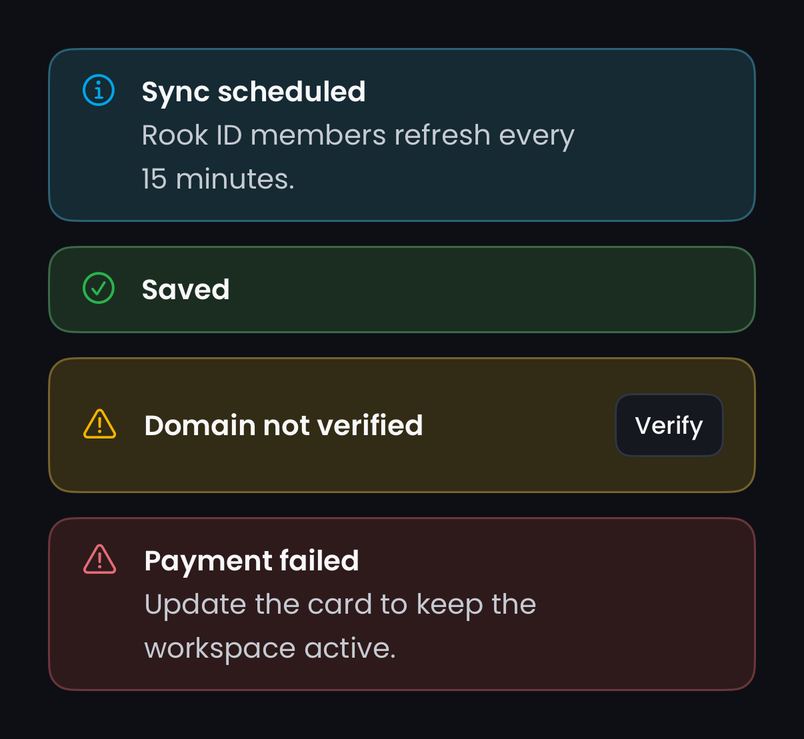 Sync scheduled
Rook ID members refresh every
15 minutes.
Saved
Domain not verified
Verify
Payment failed
Update the card to keep the
workspace active.